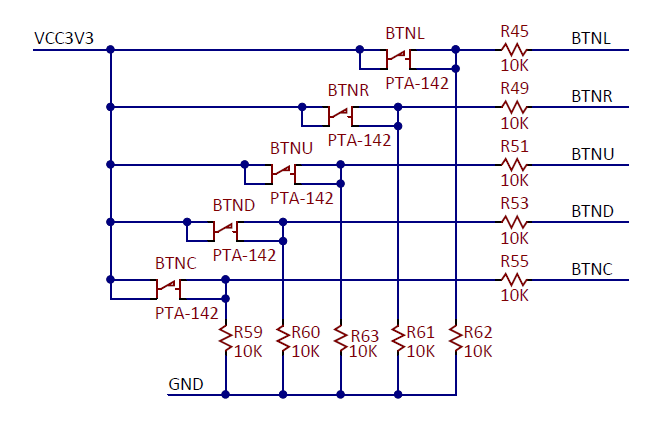 BTNL
R45
VCC3V3
BTNL
PTA-142
10K
BTNR
R49
BTNR
PTA-142
10K
BTNU
R51
BTNU
PTA-142
10K
BTND
R53
BTND
PTA-142
10K
BTNC
R55
BTNC
PTA-142
10K
R59
10K
R60
10K
R63
10K
R61
10K
R62
10K
GND